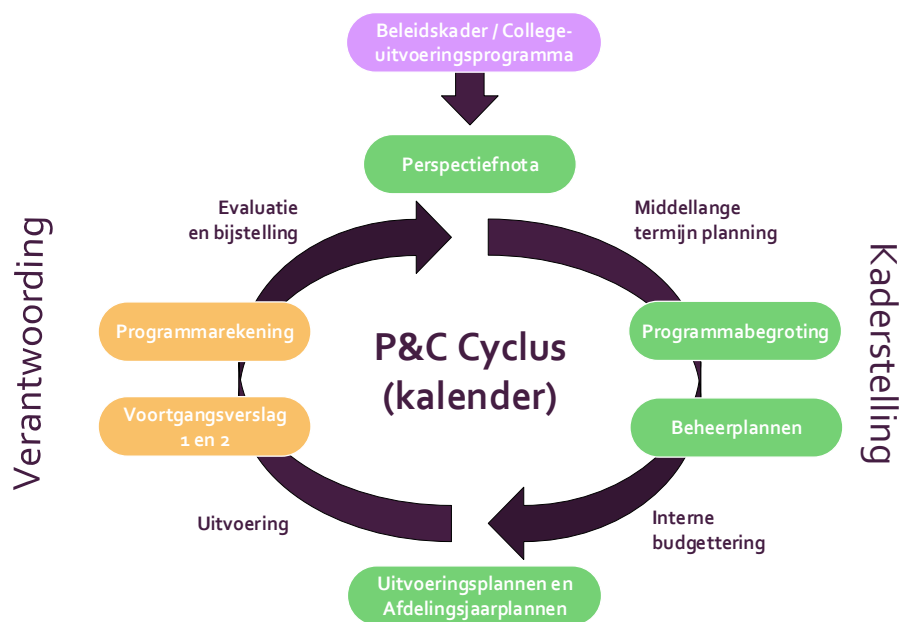 Beleidskader / College-
uitvoeringsprogramma
Perspectiefnota
Evaluatie
en bijstelling
Middellange
termijn planning
Verantwoording
Kaderstelling
Programmarekening
P&C Cyclus
(kalender)
Programmabegroting
Voortgangsverslag
1 en 2
Beheerplannen
Uitvoering
Interne
budgettering
Uitvoeringsplannen en
Afdelingsjaarplannen